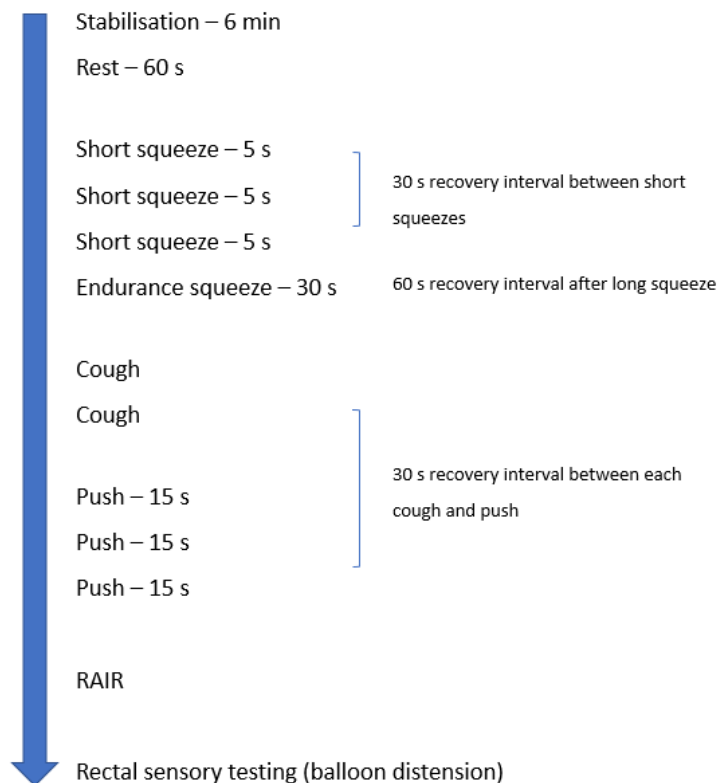 Stabilisation – 6 min
Rest – 60 s
Short squeeze – 5 s
Short squeeze – 5 s
Short squeeze – 5 s
30 s recovery interval between short
squeezes
Endurance squeeze – 30 s
60 s recovery interval after long squeeze
Cough
Cough
Push – 15 s
Push – 15 s
Push – 15 s
30 s recovery interval between each
cough and push
RAIR
Rectal sensory testing (balloon distension)